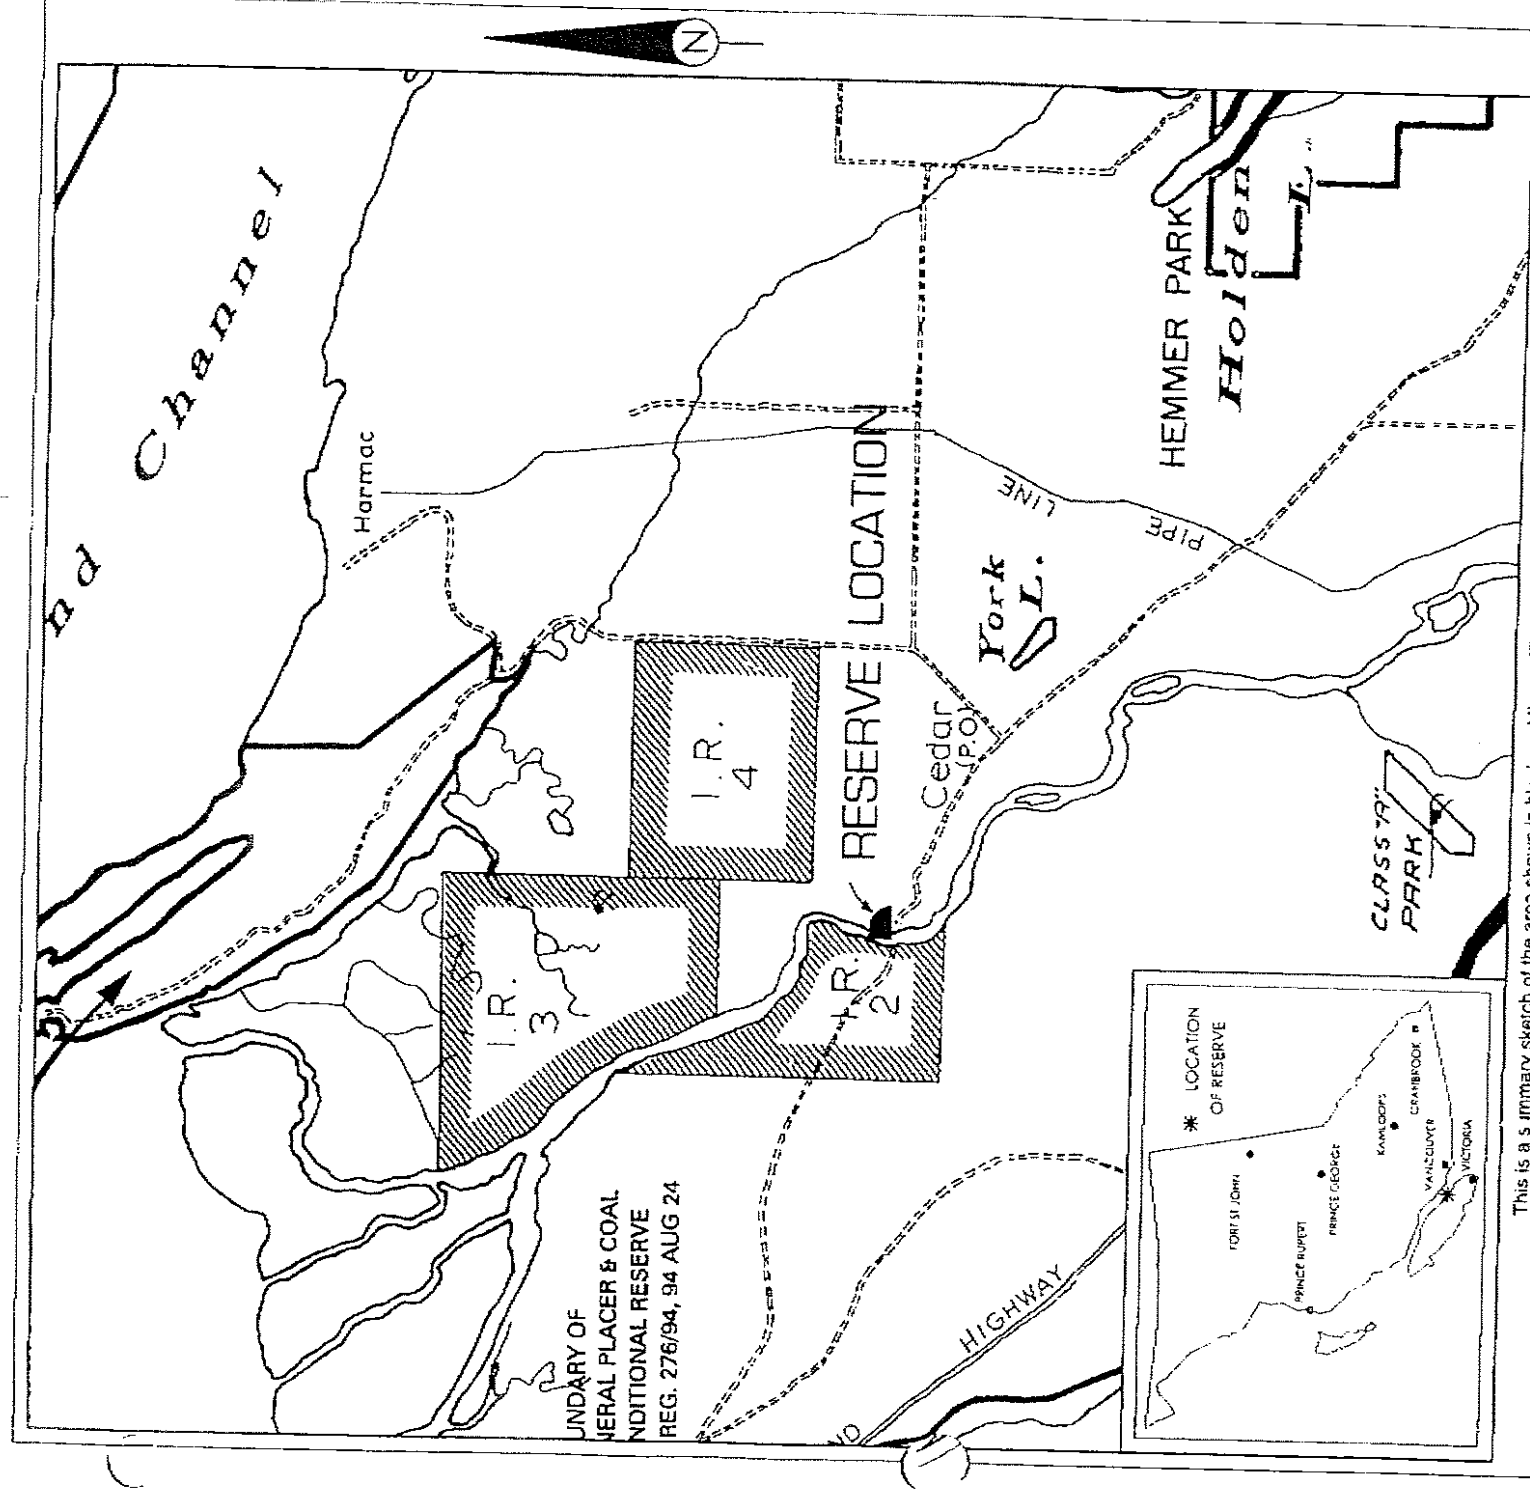 N
nd Channel
Harmac
I.R.
4
I.R.
3
I.R.
2
RESERVE LOCATION
Cedar
(P.O)
York
L.
PIPE LINE
HEMMER PARK
Holden
L.
CLASS "A"
PARK
UNDARY OF
NERAL PLACER & COAL
NDITIONAL RESERVE
REG. 276/94, 94 AUG 24
ND HIGHWAY
LOCATION
OF RESERVE
FORT ST JOHN
PRINCE RUPERT
PRINCE GEORGE
KAMLOOPS
CRANBROOK
VANCOUVER
VICTORIA
This is a summary sketch of the area shown